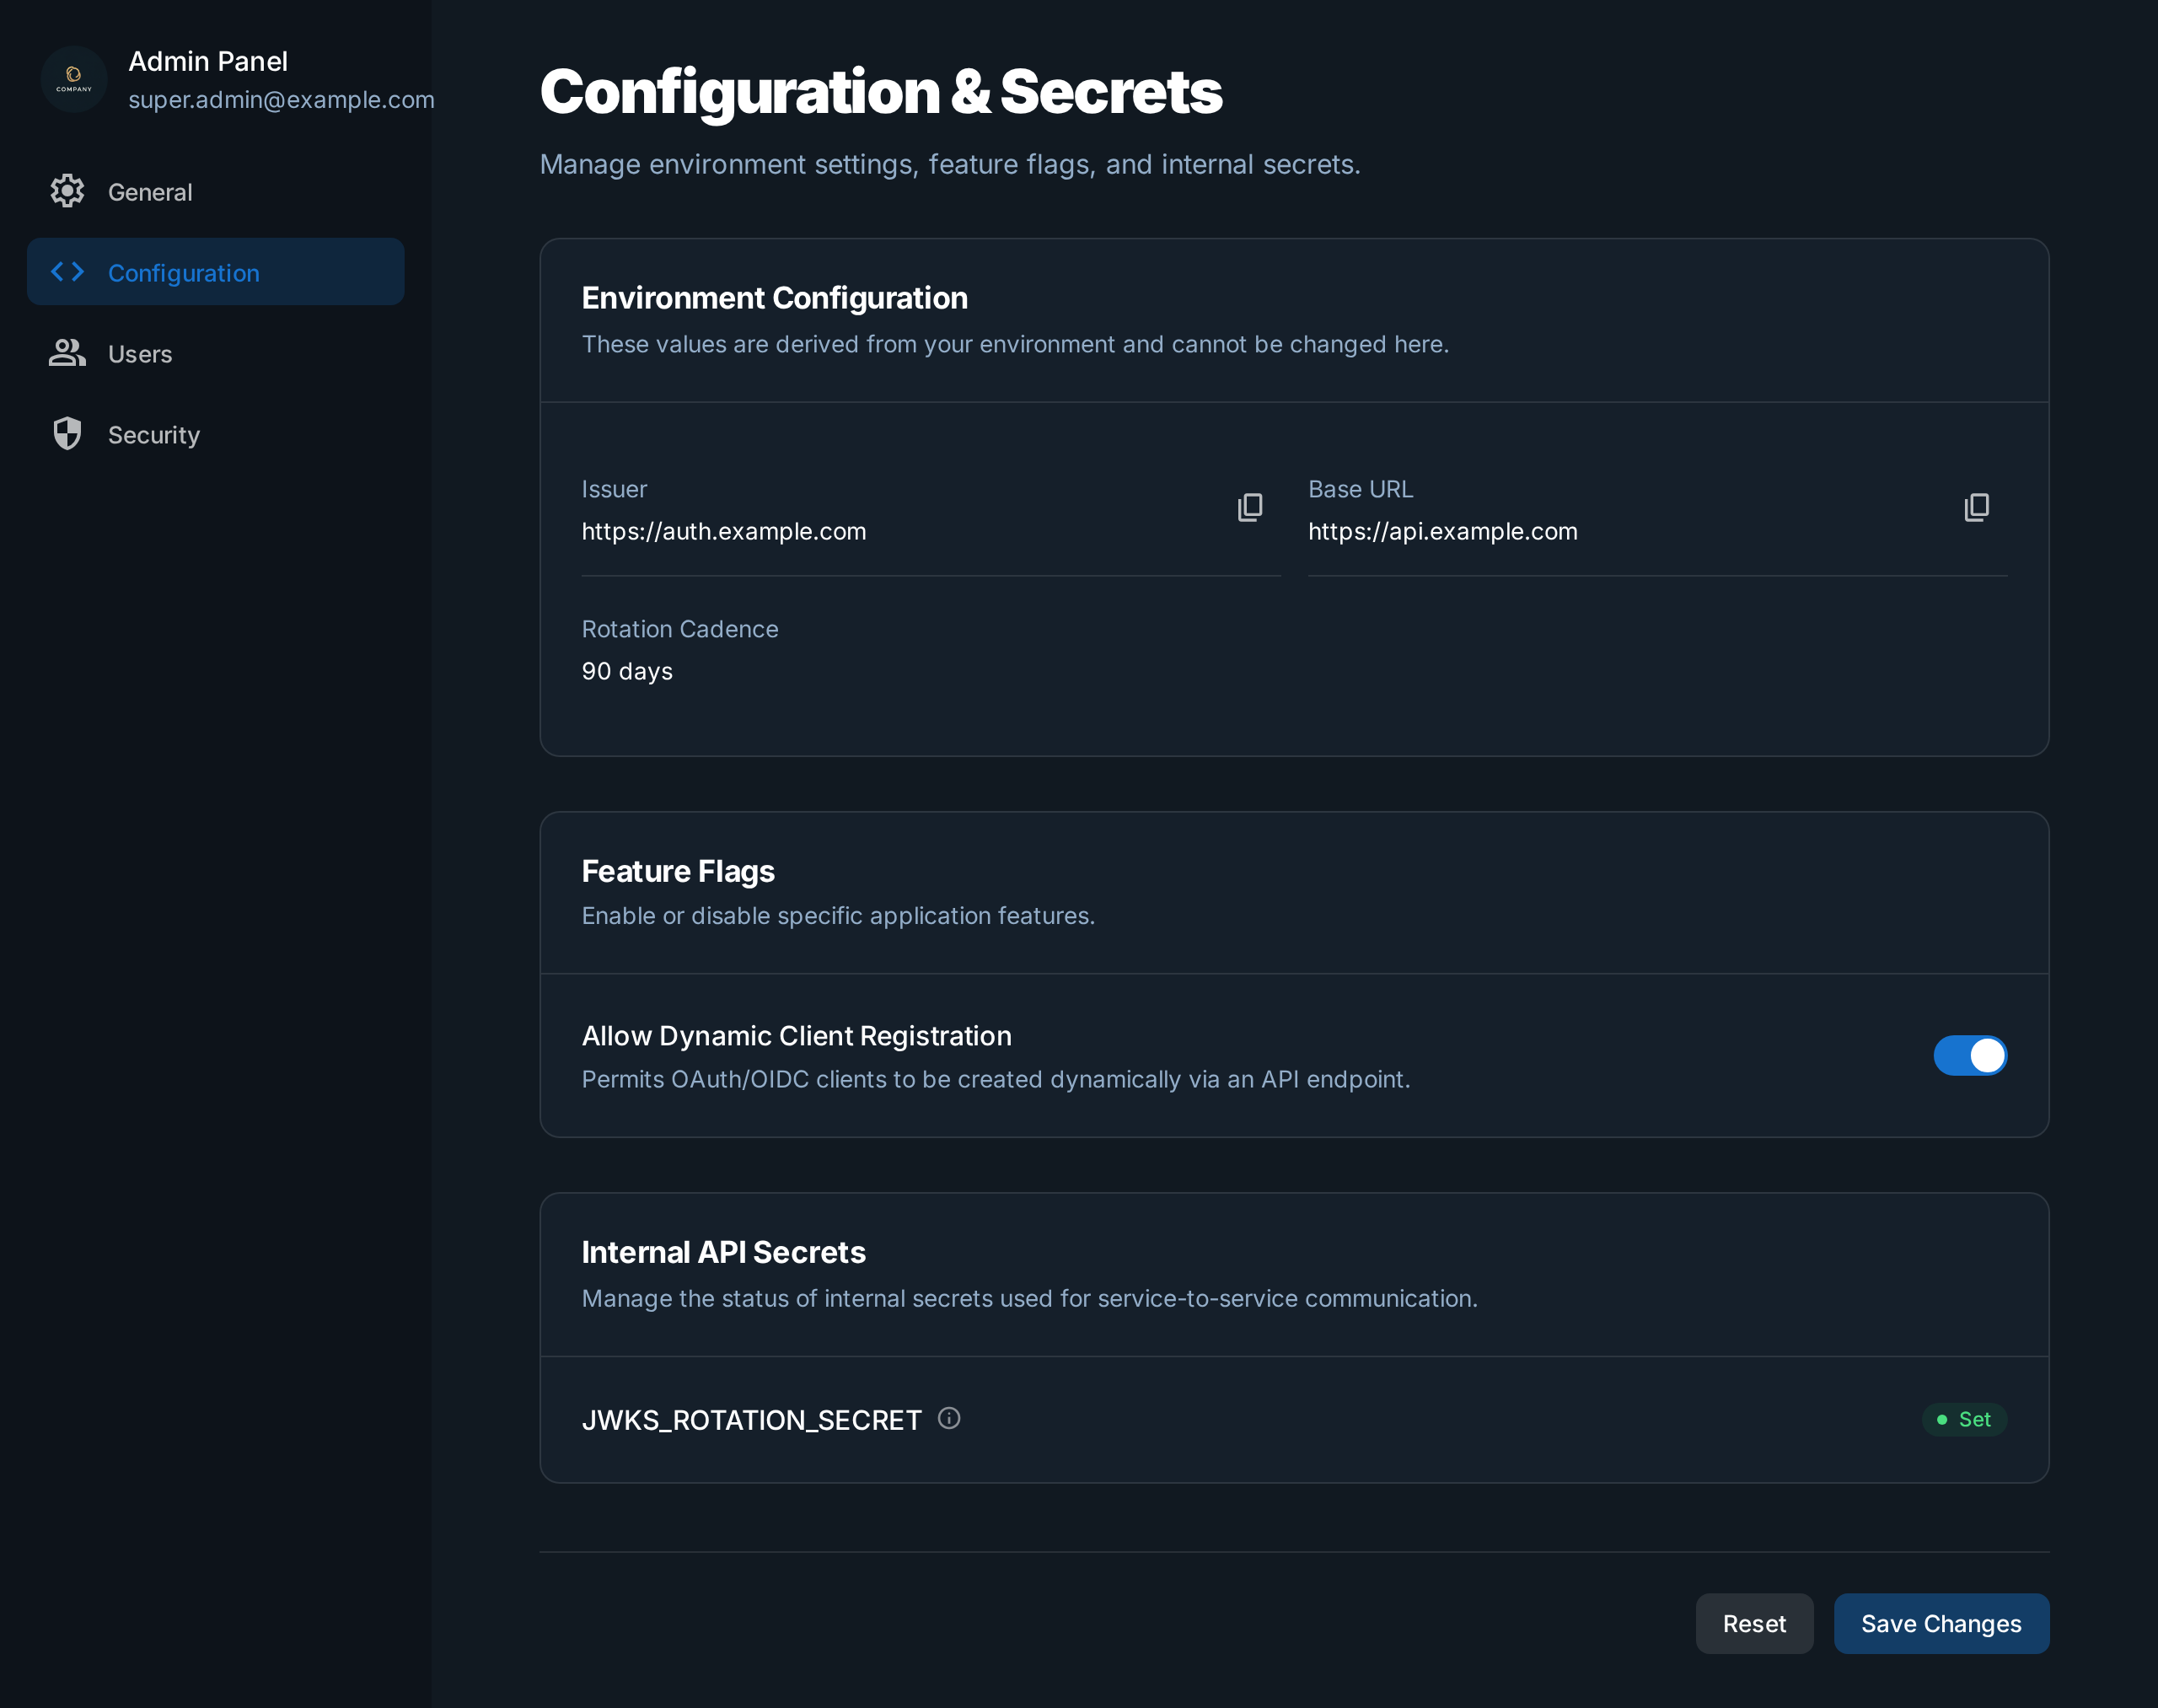 COMPANY
Admin Panel
super.admin@example.com
General
Configuration
Users
Security
Configuration & Secrets
Manage environment settings, feature flags, and internal secrets.
Environment Configuration
These values are derived from your environment and cannot be changed here.
Issuer
https://auth.example.com
Base URL
https://api.example.com
Rotation Cadence
90 days
Feature Flags
Enable or disable specific application features.
Allow Dynamic Client Registration
Permits OAuth/OIDC clients to be created dynamically via an API endpoint.
Internal API Secrets
Manage the status of internal secrets used for service-to-service communication.
JWKS_ROTATION_SECRET
Set
Reset
Save Changes